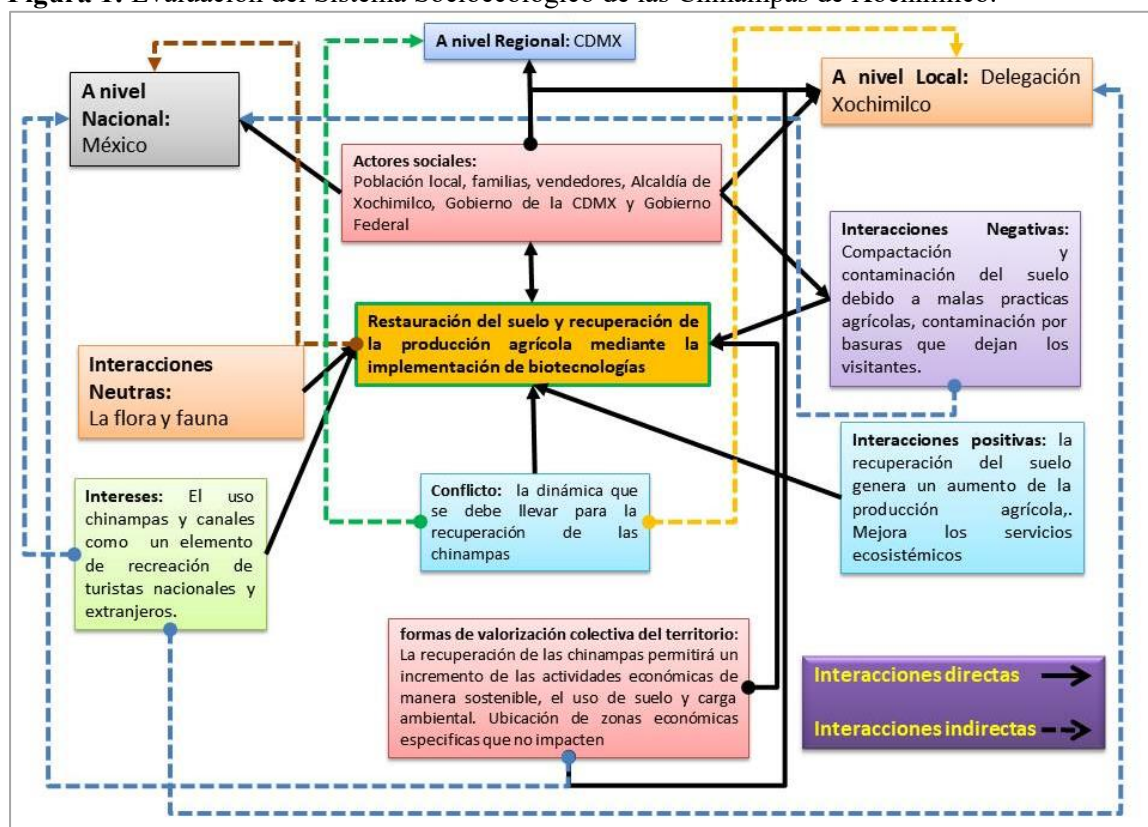 Figura 1. Evaluación del Sistema Socioecológico de las Chinampas de Xochimilco.
A nivel Regional: CDMX
A nivel
Nacional:
México
A nivel Local: Delegación
Xochimilco
Actores sociales:
Población local, familias, vendedores, Alcaldía de
Xochimilco, Gobierno de la CDMX y Gobierno
Federal
Interacciones Negativas:
Compactación y
contaminación del suelo
debido a malas practicas
agrícolas, contaminación por
basuras que dejan los
visitantes.
Restauración del suelo y recuperación de
la producción agrícola mediante la
implementación de biotecnologías
Interacciones
Neutras:
La flora y fauna
Interacciones positivas: la
recuperación del suelo
genera un aumento de la
producción agrícola,.
Mejora los servicios
ecosistémicos
Intereses: El uso
chinampas y canales
como un elemento
de recreación de
turistas nacionales y
extranjeros.
Conflicto: la dinámica que
se debe llevar para la
recuperación de las
chinampas
formas de valorización colectiva del territorio:
La recuperación de las chinampas permitirá un
incremento de las actividades económicas de
manera sostenible, el uso de suelo y carga
ambiental. Ubicación de zonas económicas
especificas que no impacten
Interacciones directas
Interacciones indirectas